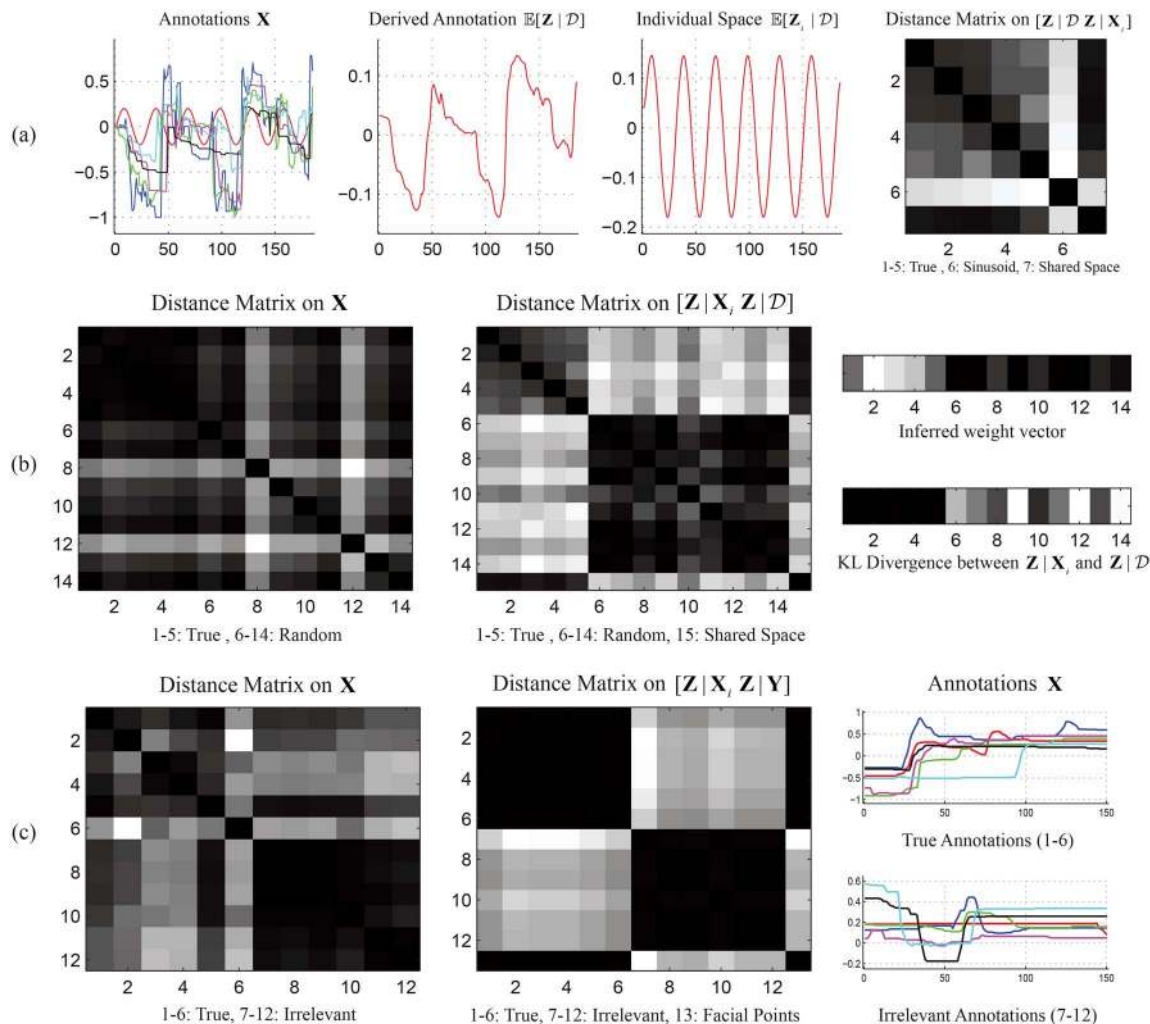 Annotations X
Derived Annotation 𝔼[Z | 𝒟]
Individual Space 𝔼[Z_i | 𝒟]
Distance Matrix on [Z | 𝒟 Z | X_i]
(a)
0.5
0
-0.5
-1
0 50 100 150
0.1
0
-0.1
0 50 100 150
0.1
0
-0.1
-0.2
0 50 100 150
2
4
6
2 4 6
1-5: True , 6: Sinusoid, 7: Shared Space
Distance Matrix on X
Distance Matrix on [Z | X_i Z | 𝒟]
(b)
2
4
6
8
10
12
14
2 4 6 8 10 12 14
1-5: True , 6-14: Random
2
4
6
8
10
12
14
2 4 6 8 10 12 14
1-5: True , 6-14: Random, 15: Shared Space
2 4 6 8 10 12 14
Inferred weight vector
2 4 6 8 10 12 14
KL Divergence between Z | X_i and Z | 𝒟
Distance Matrix on X
Distance Matrix on [Z | X_i Z | Y]
Annotations X
(c)
2
4
6
8
10
12
2 4 6 8 10 12
1-6: True, 7-12: Irrelevant
2
4
6
8
10
12
2 4 6 8 10 12
1-6: True, 7-12: Irrelevant, 13: Facial Points
1
0.5
0
-0.5
-1
0 50 100 150
True Annotations (1-6)
0.6
0.4
0.2
0
-0.2
0 50 100 150
Irrelevant Annotations (7-12)